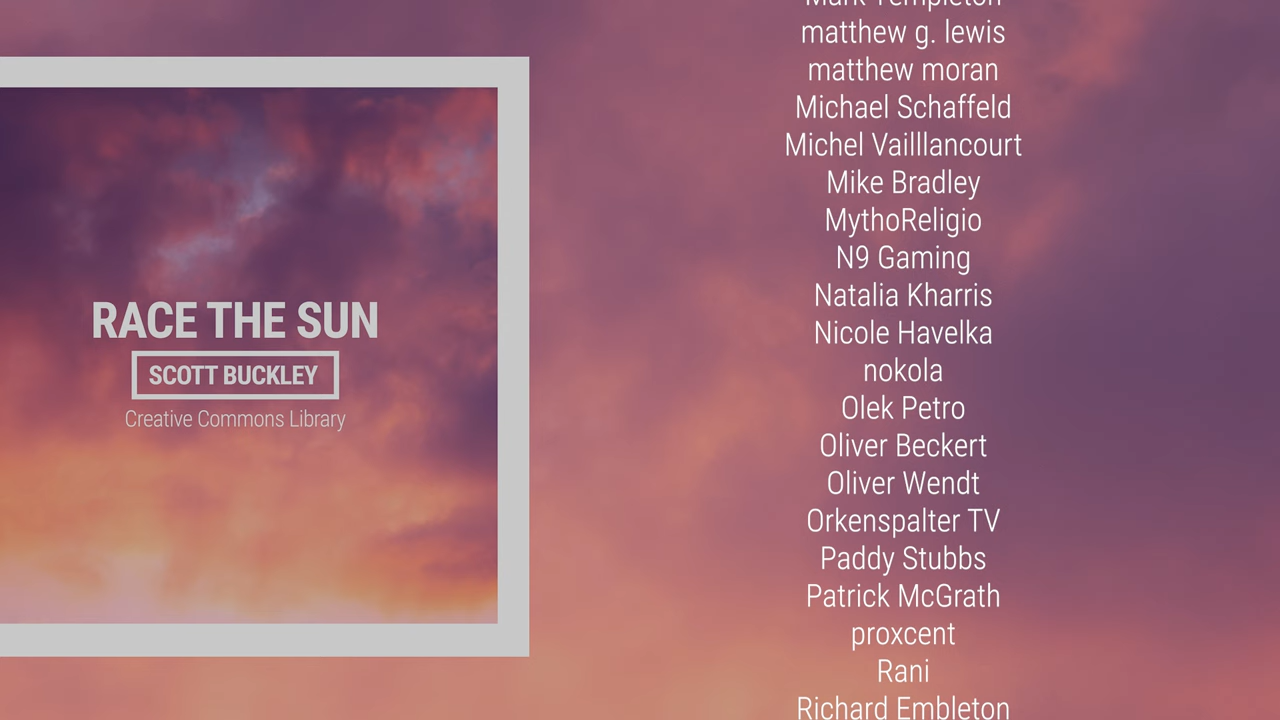 RACE THE SUN
SCOTT BUCKLEY
Creative Commons Library
Mark Templeton
matthew g. lewis
matthew moran
Michael Schaffeld
Michel Vailllancourt
Mike Bradley
MythoReligio
N9 Gaming
Natalia Kharris
Nicole Havelka
nokola
Olek Petro
Oliver Beckert
Oliver Wendt
Orkenspalter TV
Paddy Stubbs
Patrick McGrath
proxcent
Rani
Richard Embleton